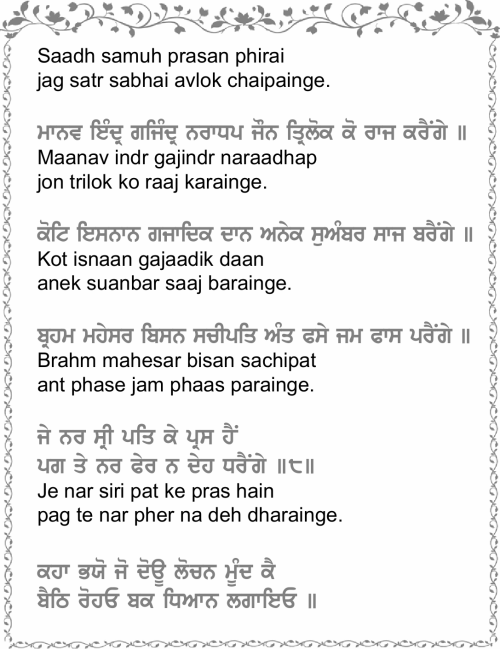 Saadh samuh prasan phirai
jag satr sabhai avlok chaipainge.
ਮਾਨਵ ਇੰਦ੍ਰ ਗਜਿੰਦ੍ਰ ਨਰਾਧਪ ਜੌਨ ਤ੍ਰਿਲੋਕ ਕੋ ਰਾਜ ਕਰੈਂਗੇ ॥
Maanav indr gajindr naraadhap
jon trilok ko raaj karainge.
ਕੋਟਿ ਇਸਨਾਨ ਗਜਾਦਿਕ ਦਾਨ ਅਨੇਕ ਸੁਅੰਬਰ ਸਾਜ ਬਰੈਂਗੇ ॥
Kot isnaan gajaadik daan
anek suanbar saaj barainge.
ਬ੍ਰਹਮ ਮਹੇਸਰ ਬਿਸਨ ਸਚੀਪਤਿ ਅੰਤ ਫਸੇ ਜਮ ਫਾਸ ਪਰੈਂਗੇ ॥
Brahm mahesar bisan sachipat
ant phase jam phaas parainge.
ਜੇ ਨਰ ਸ੍ਰੀ ਪਤਿ ਕੇ ਪ੍ਰਸ ਹੈਂ
ਪਗ ਤੇ ਨਰ ਫੇਰ ਨ ਦੇਹ ਧਰੈਂਗੇ ॥੮॥
Je nar siri pat ke pras hain
pag te nar pher na deh dharainge.
ਕਹਾ ਭਯੋ ਜੋ ਦੋਊ ਲੋਚਨ ਮੂੰਦ ਕੈ
ਬੈਠਿ ਰੋਹਓ ਬਕ ਧਿਆਨ ਲਗਾਇਓ ॥